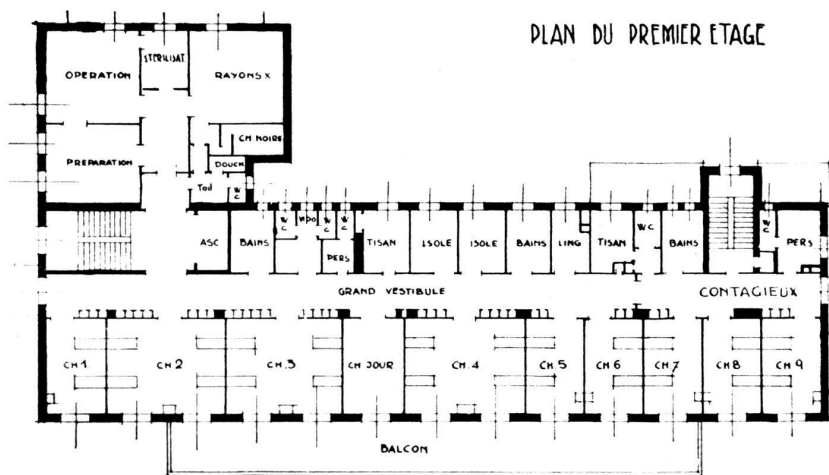 PLAN DU PREMIER ETAGE
OPERATION
STERILISAT
RAYONS X
CH. NOIRE
PREPARATION
DOUCH
Toil
W C
ASC
BAINS
W C
VIDO
W C
W C
PERS
TISAN
ISOLE
ISOLE
BAINS
LING
TISAN
W C
BAINS
W C
PERS
GRAND VESTIBULE
CONTAGIEUX
CH 1
CH 2
CH. 3
CH JOUR
CH. 4
CH. 5
CH 6
CH 7
CH 8
CH 9
BALCON